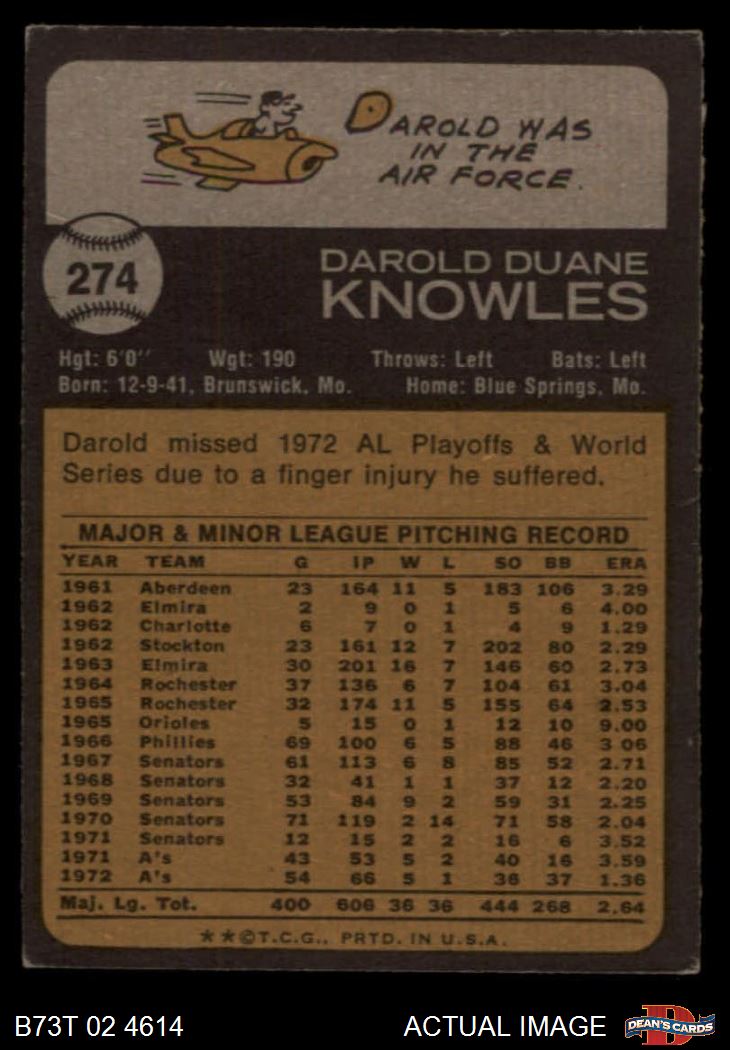 DAROLD WAS
IN THE
AIR FORCE.
274
DAROLD DUANE
KNOWLES
Hgt: 6'0" Wgt: 190 Throws: Left Bats: Left
Born: 12-9-41, Brunswick, Mo. Home: Blue Springs, Mo.
Darold missed 1972 AL Playoffs & World
Series due to a finger injury he suffered.
MAJOR & MINOR LEAGUE PITCHING RECORD
YEAR TEAM G IP W L SO BB ERA
1961 Aberdeen 23 164 11 5 183 106 3.29
1962 Elmira 2 9 0 1 5 6 4.00
1962 Charlotte 6 7 0 1 4 9 1.29
1962 Stockton 23 161 12 7 202 80 2.29
1963 Elmira 30 201 16 7 146 60 2.73
1964 Rochester 37 136 6 7 104 61 3.04
1965 Rochester 32 174 11 5 155 64 2.53
1965 Orioles 5 15 0 1 12 10 9.00
1966 Phillies 69 100 6 5 88 46 3.06
1967 Senators 61 113 6 8 85 52 2.71
1968 Senators 32 41 1 1 37 12 2.20
1969 Senators 53 84 9 2 59 31 2.25
1970 Senators 71 119 2 14 71 58 2.04
1971 Senators 12 15 2 2 16 6 3.52
1971 A's 43 53 5 2 40 16 3.59
1972 A's 54 66 5 1 36 37 1.36
Maj. Lg. Tot. 400 606 36 36 444 268 2.64
**©T.C.G., PRTD. IN U.S.A.
B73T 02 4614 ACTUAL IMAGE D DEAN'S CARDS